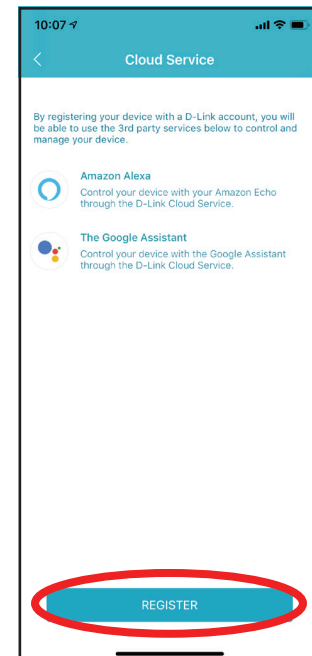 10:07
Cloud Service
By registering your device with a D-Link account, you will
be able to use the 3rd party services below to control and
manage your device.
Amazon Alexa
Control your device with your Amazon Echo
through the D-Link Cloud Service.
The Google Assistant
Control your device with the Google Assistant
through the D-Link Cloud Service.
REGISTER